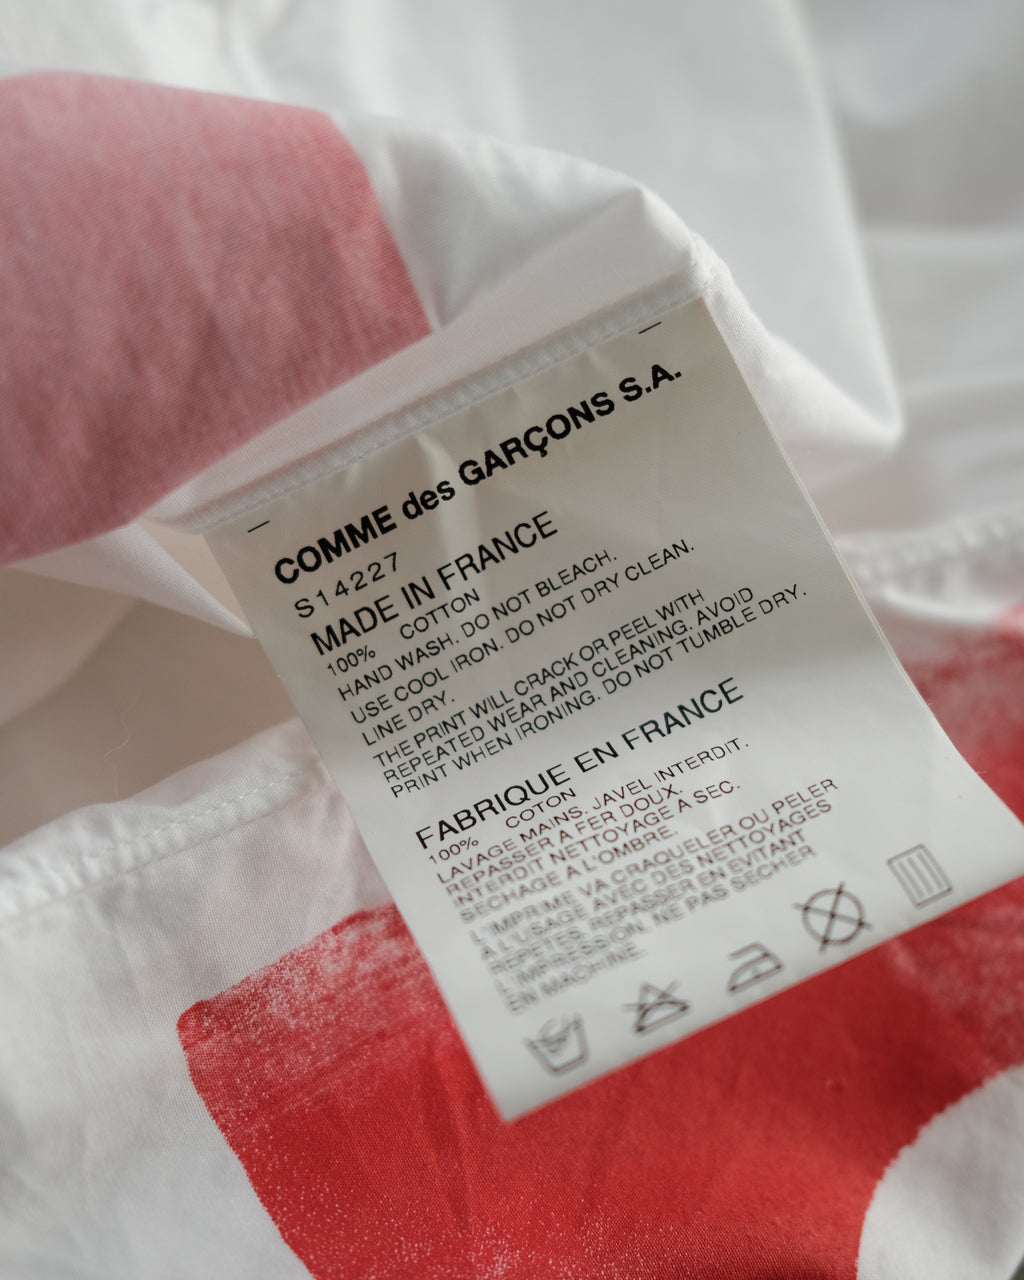 COMME des GARÇONS S.A.
S14227
MADE IN FRANCE
100% COTTON
HAND WASH. DO NOT BLEACH.
USE COOL IRON. DO NOT DRY CLEAN.
LINE DRY.
THE PRINT WILL CRACK OR PEEL WITH
REPEATED WEAR AND CLEANING. AVOID
PRINT WHEN IRONING. DO NOT TUMBLE DRY.
FABRIQUE EN FRANCE
100% COTON
LAVAGE MAINS. JAVEL INTERDIT.
REPASSER A FER DOUX.
INTERDIT NETTOYAGE A SEC.
SECHAGE A L'OMBRE.
L'IMPRIME VA CRAQUELER OU PELER
A L'USAGE AVEC DES NETTOYAGES
REPETES. REPASSER EN EVITANT
L'IMPRESSION. NE PAS SECHER
EN MACHINE.